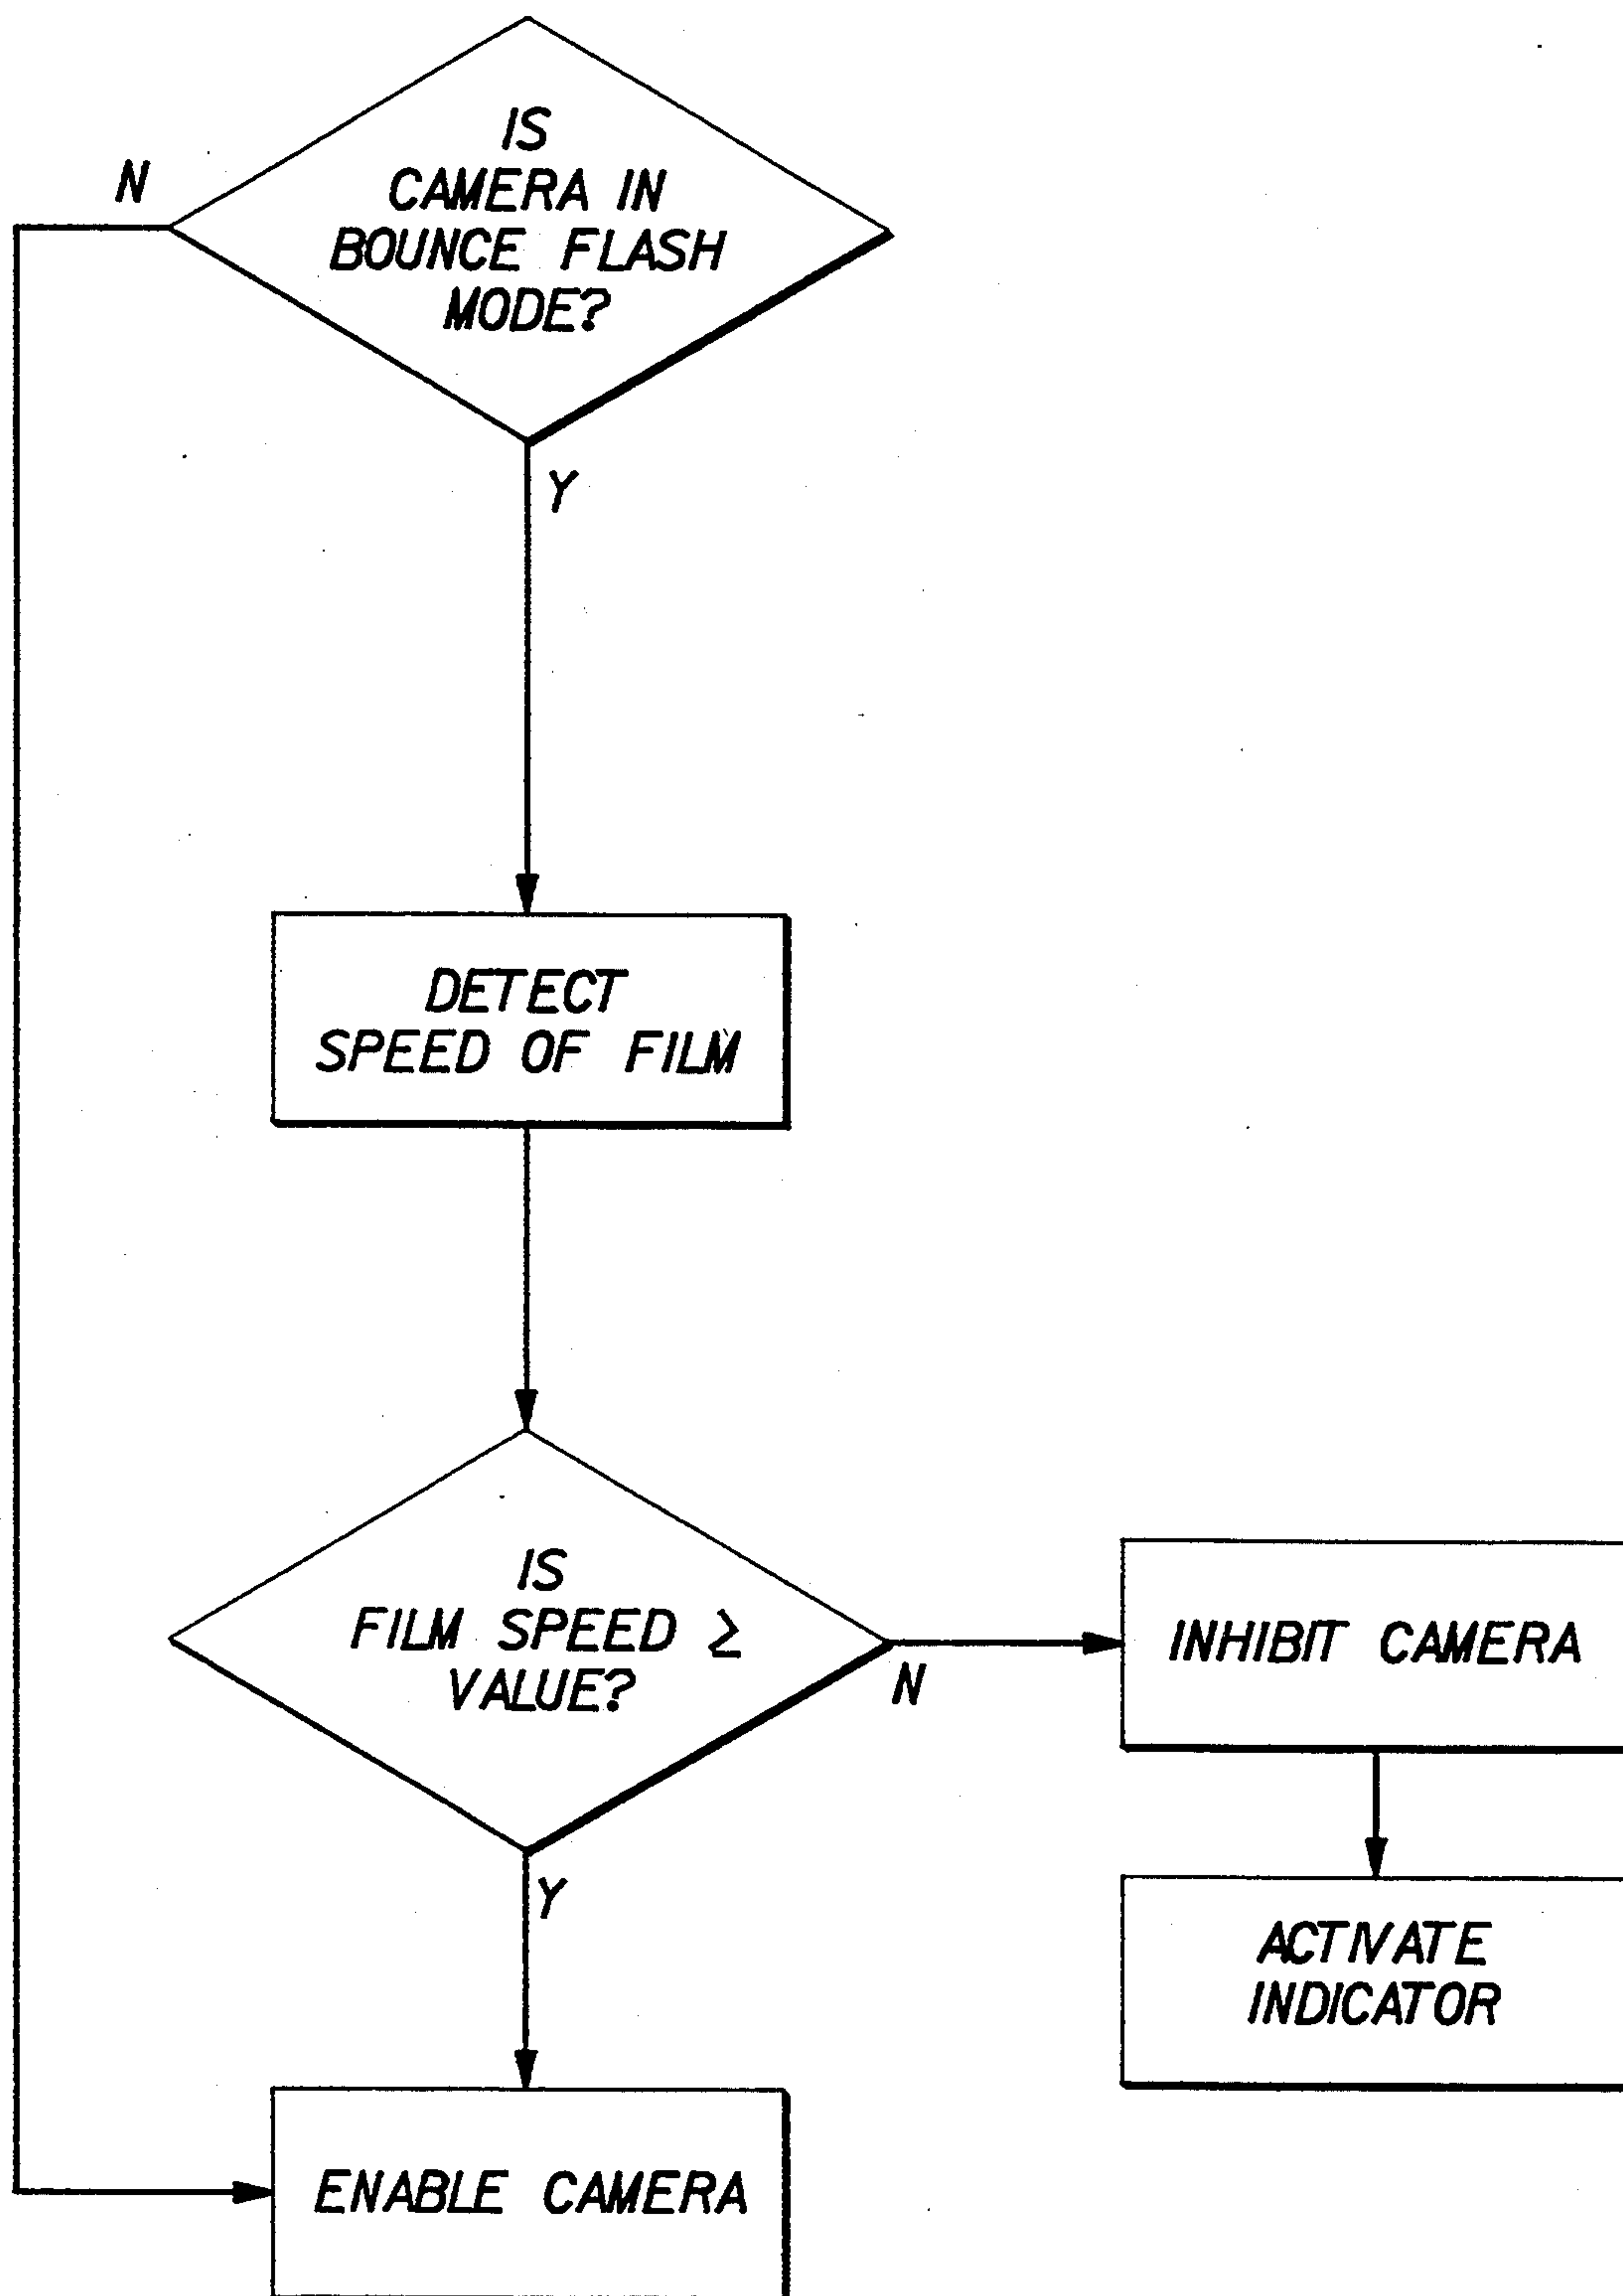 IS
CAMERA IN
BOUNCE FLASH
MODE?
N
Y
DETECT
SPEED OF FILM
IS
FILM SPEED ≥
VALUE?
N
Y
INHIBIT CAMERA
ACTIVATE
INDICATOR
ENABLE CAMERA